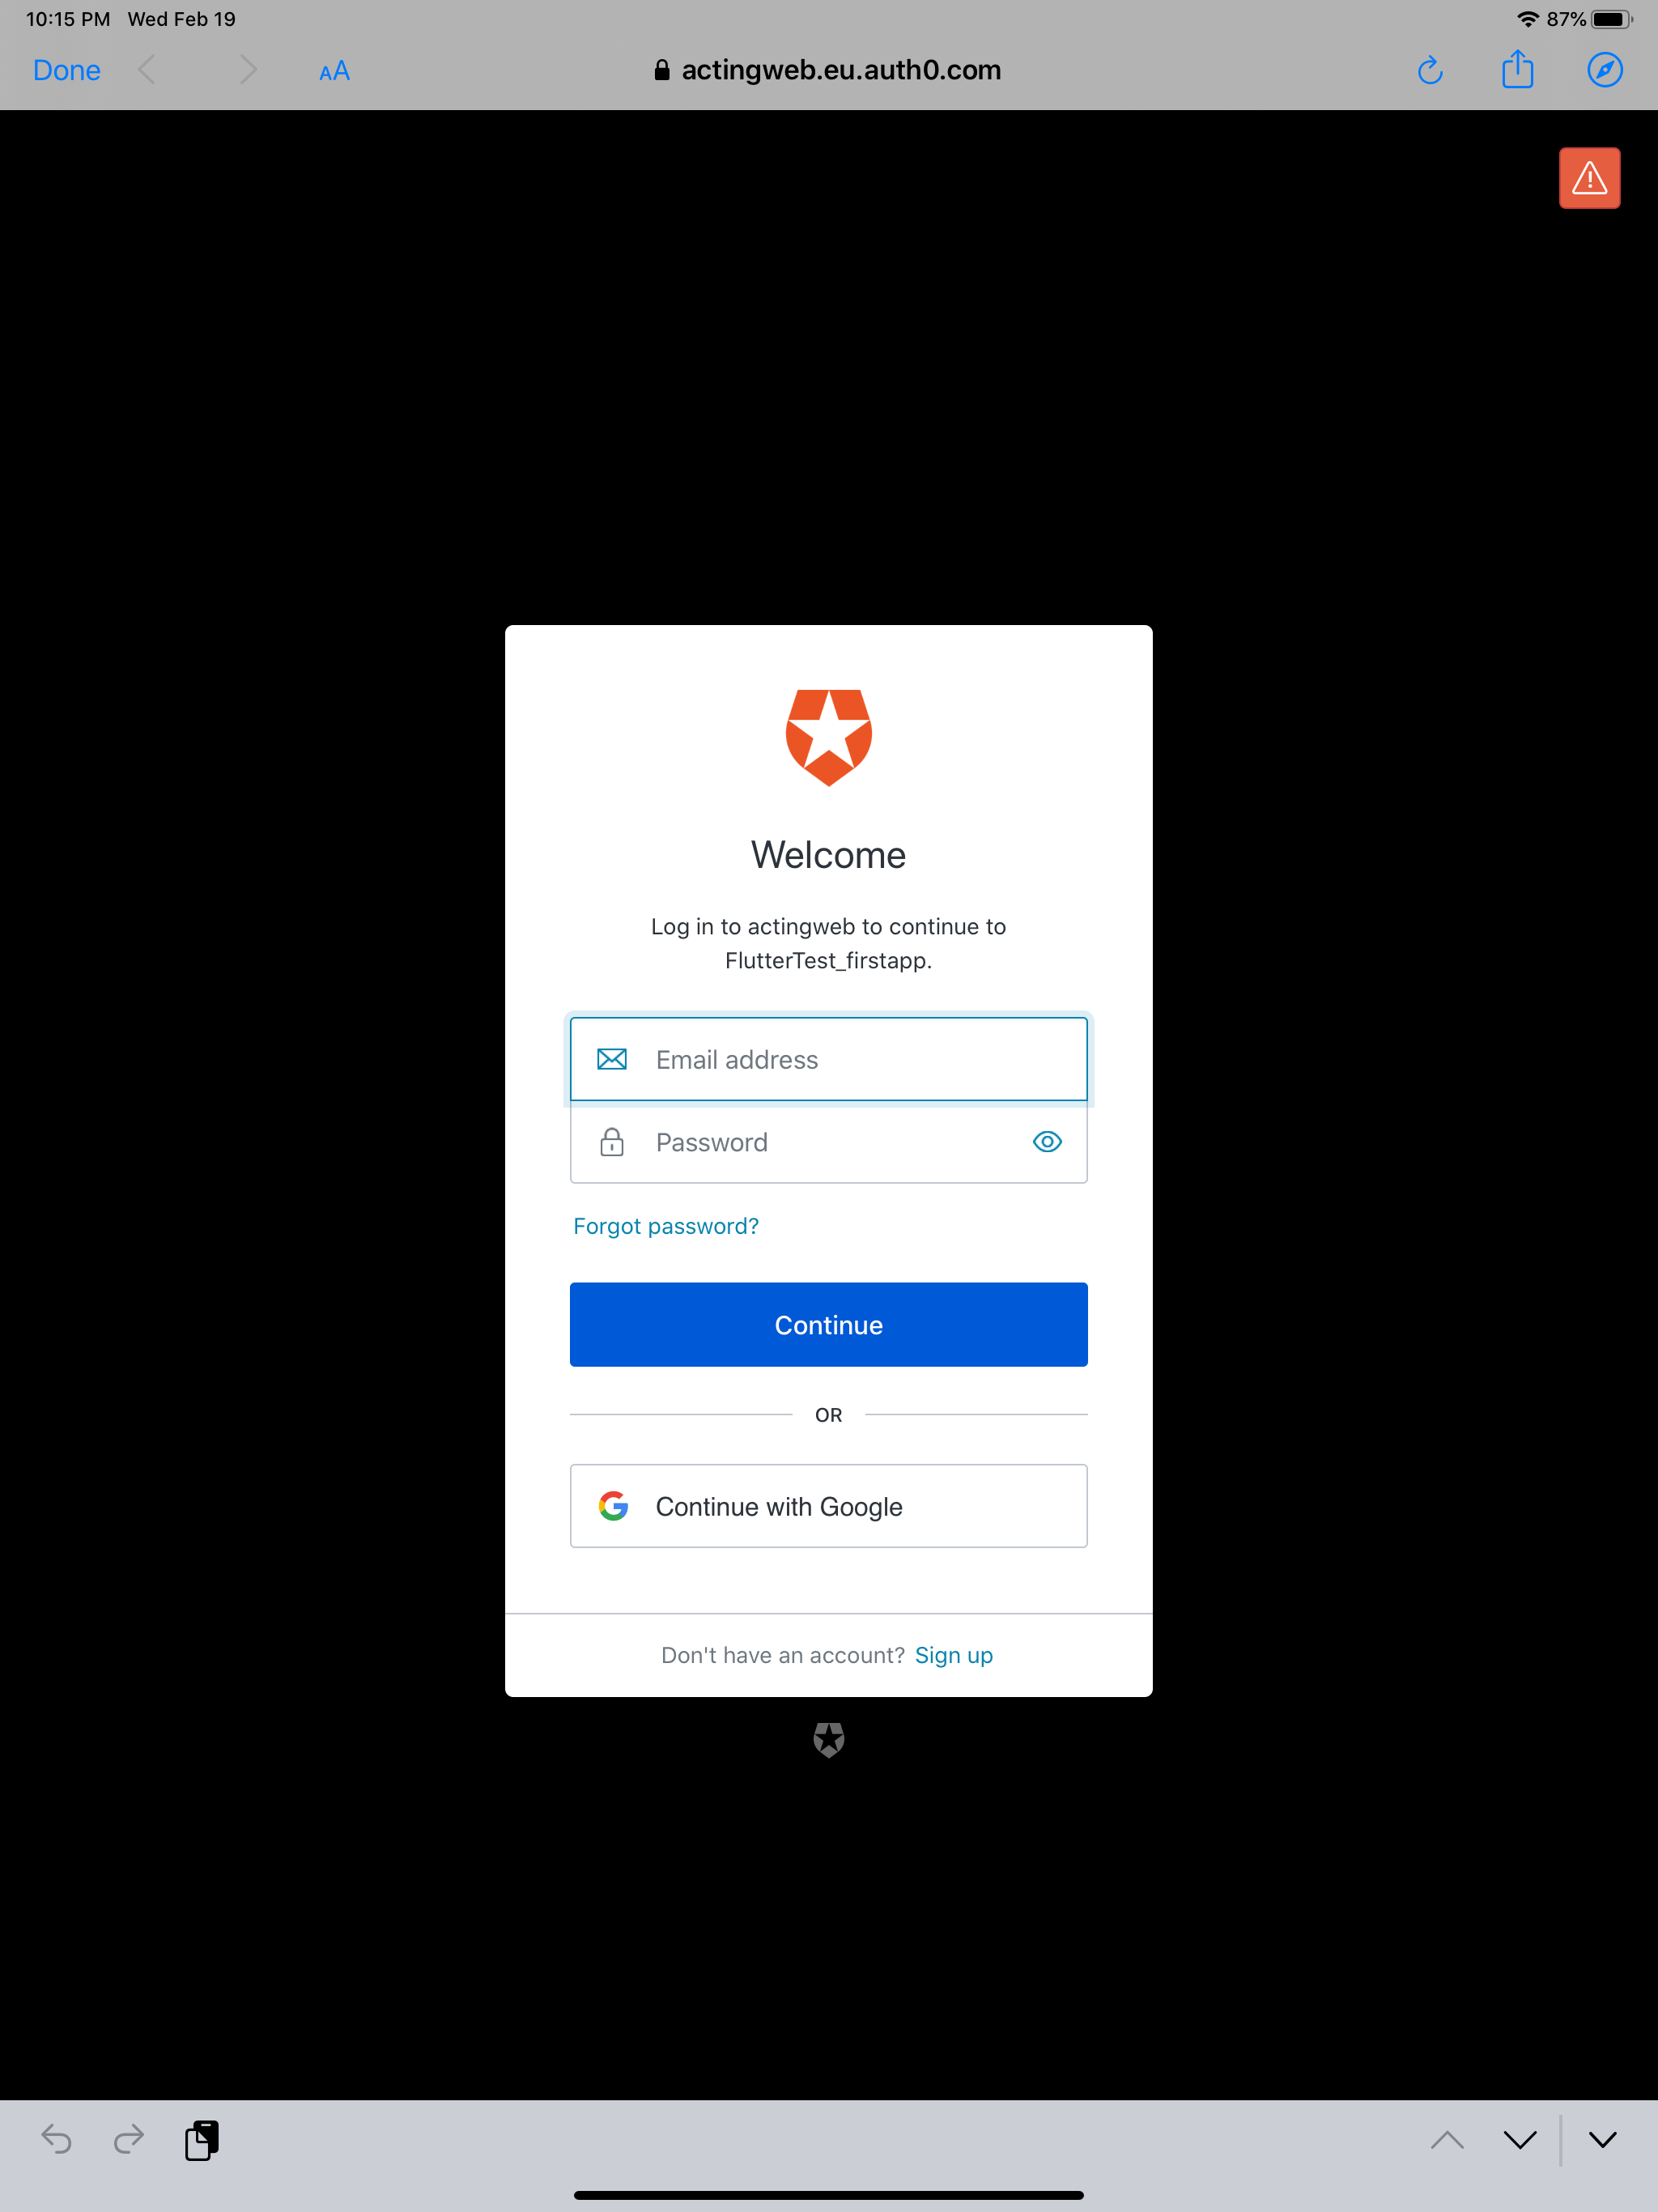 10:15 PM Wed Feb 19
87%
Done
AA
actingweb.eu.auth0.com
Welcome
Log in to actingweb to continue to
FlutterTest_firstapp.
Email address
Password
Forgot password?
Continue
OR
Continue with Google
Don't have an account? Sign up